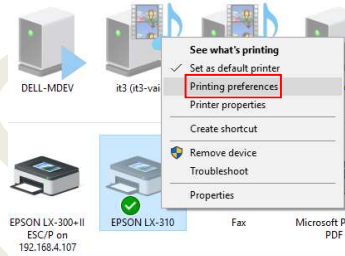 See what's printing
Set as default printer
Printing preferences
Printer properties
Create shortcut
Remove device
Troubleshoot
Properties
DELL-MDEV
it3 (it3-vai
EPSON LX-300+II
ESC/P on
192.168.4.107
EPSON LX-310
Fax
Microsoft P
PDF